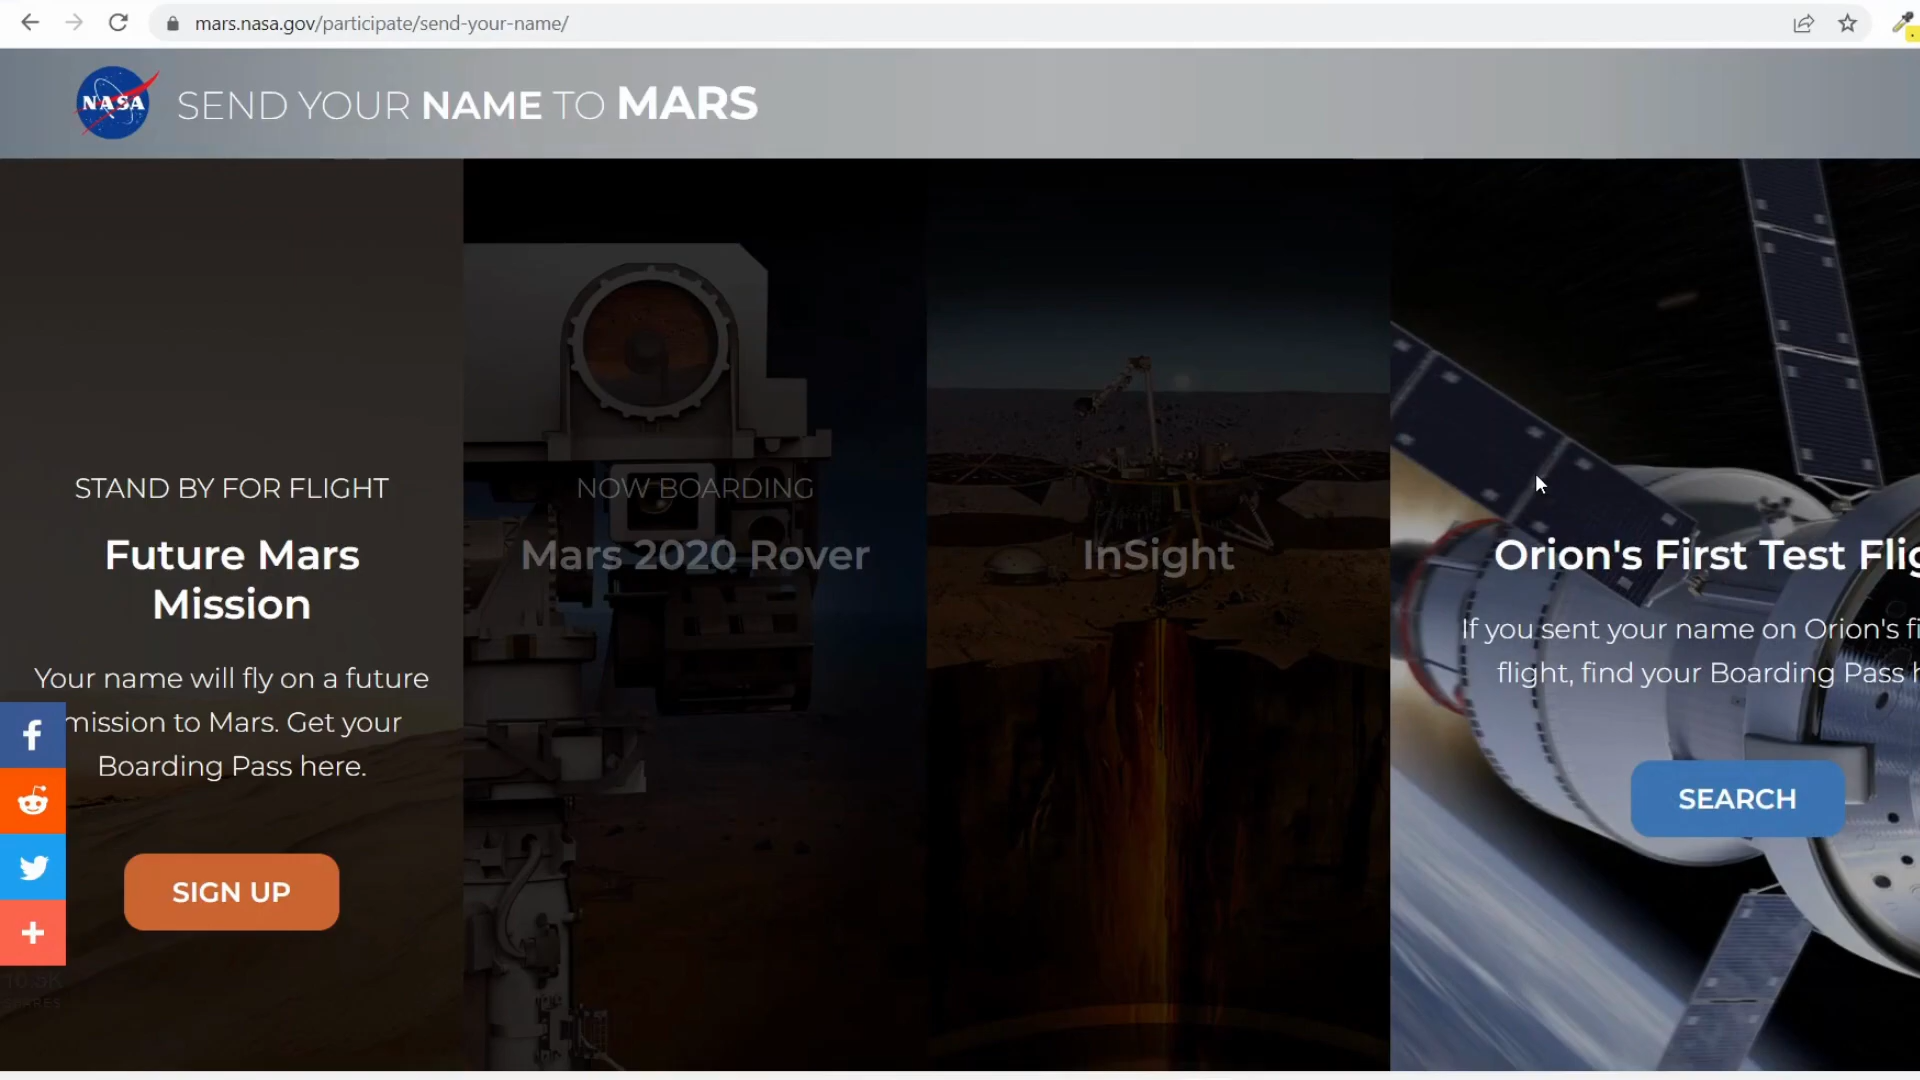 mars.nasa.gov/participate/send-your-name/
NASA
SEND YOUR NAME TO MARS
STAND BY FOR FLIGHT
Future Mars
Mission
Your name will fly on a future
mission to Mars. Get your
Boarding Pass here.
SIGN UP
NOW BOARDING
Mars 2020 Rover
InSight
Orion's First Test
If you sent your name on Orion's
flight, find your Boarding Pass
SEARCH
SHARES